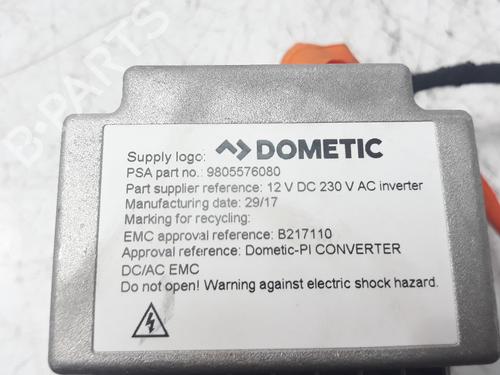 Supply logo: DOMETIC
PSA part no.: 9805576080
Part supplier reference: 12 V DC 230 V AC inverter
Manufacturing date: 29/17
Marking for recycling:
EMC approval reference: B217110
Approval reference: Dometic-PI CONVERTER
DC/AC EMC
Do not open! Warning against electric shock hazard.
B-PARTS